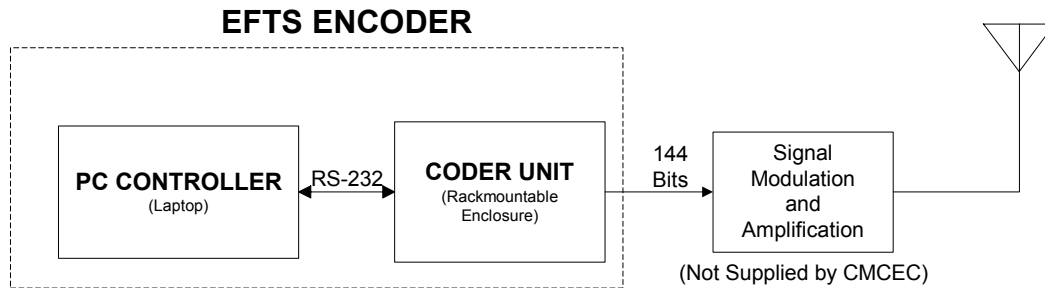 EFTS ENCODER
PC CONTROLLER
(Laptop)
RS-232
CODER UNIT
(Rackmountable
Enclosure)
144
Bits
Signal
Modulation
and
Amplification
(Not Supplied by CMCEC)